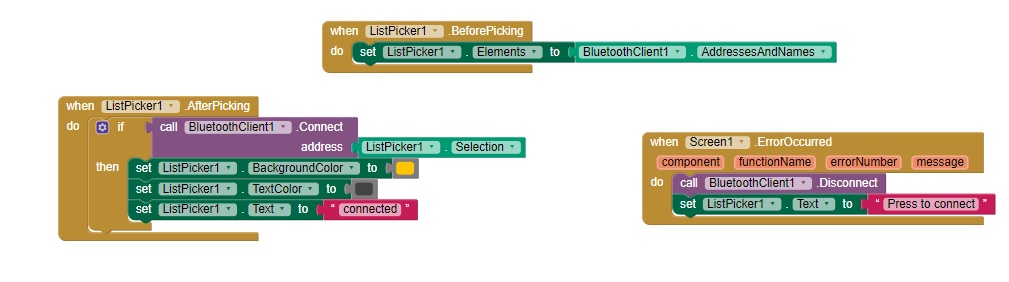 when ListPicker1 .BeforePicking
do set ListPicker1 . Elements to BluetoothClient1 . AddressesAndNames
when ListPicker1 .AfterPicking
do if call BluetoothClient1 .Connect
address ListPicker1 . Selection
then set ListPicker1 . BackgroundColor to
set ListPicker1 . TextColor to
set ListPicker1 . Text to " connected "
when Screen1 .ErrorOccurred
component functionName errorNumber message
do call BluetoothClient1 .Disconnect
set ListPicker1 . Text to " Press to connect "